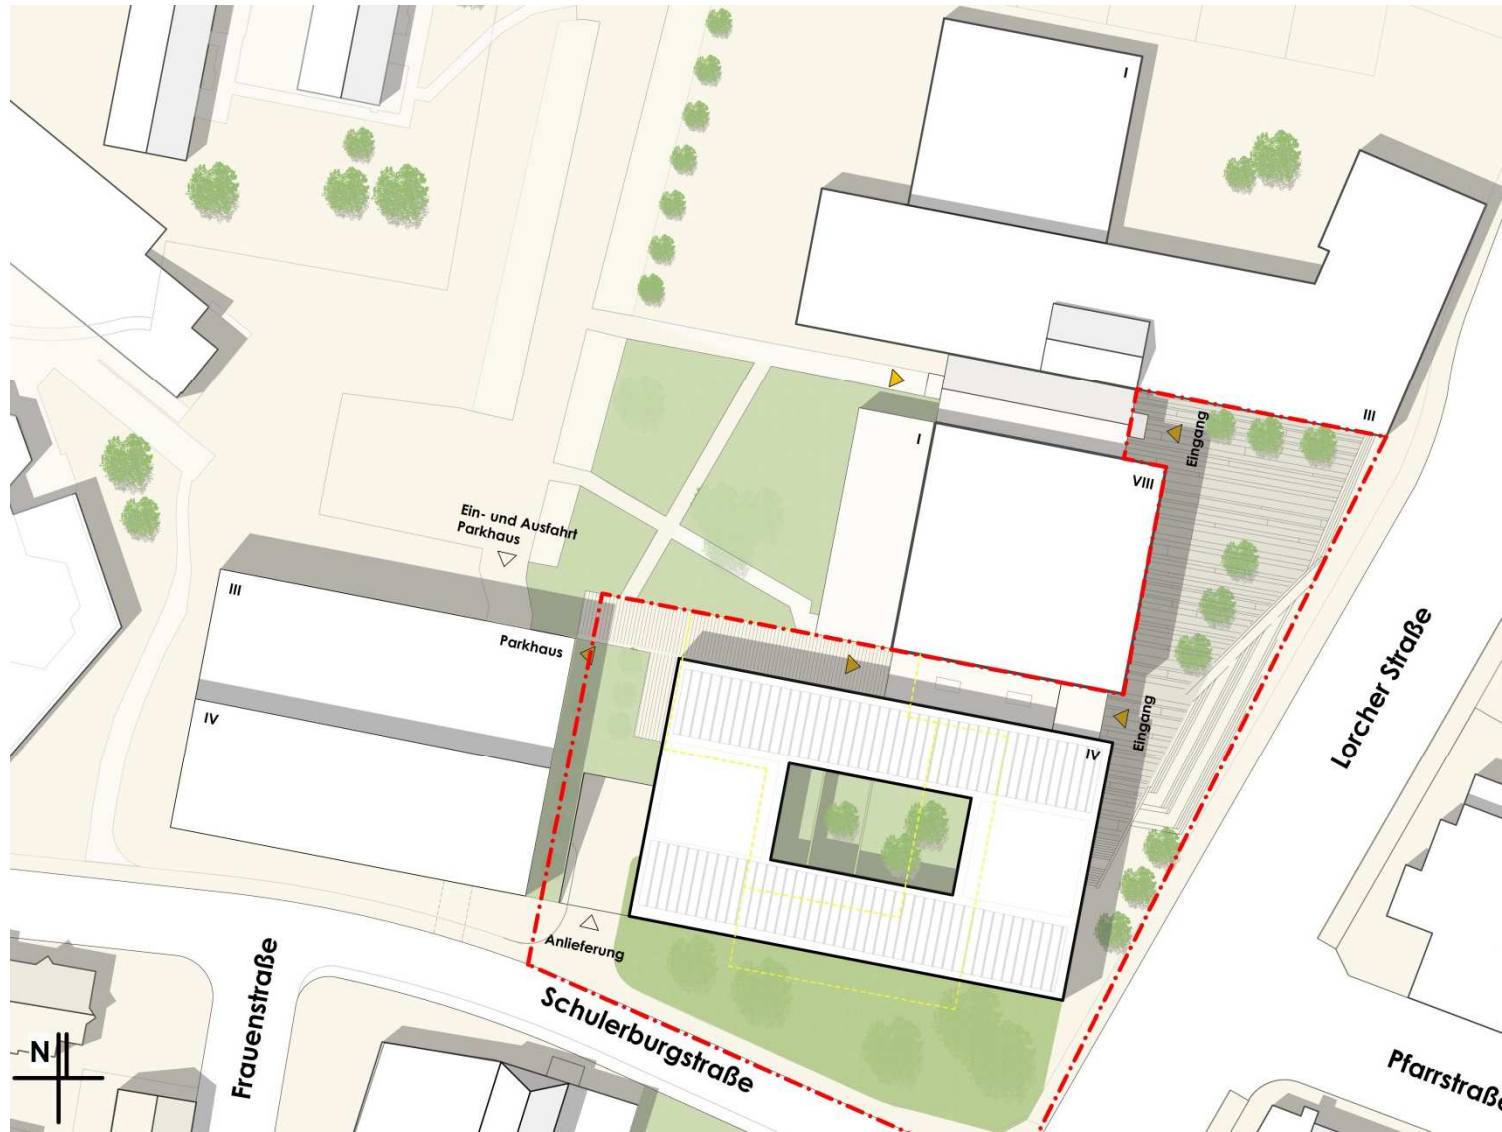 I
III
Eingang
I
VIII
Ein- und Ausfahrt
Parkhaus
III
Parkhaus
IV
Eingang
IV
Lorcher Straße
Anlieferung
Schulerburgstraße
Frauenstraße
N
Pfarrstraße